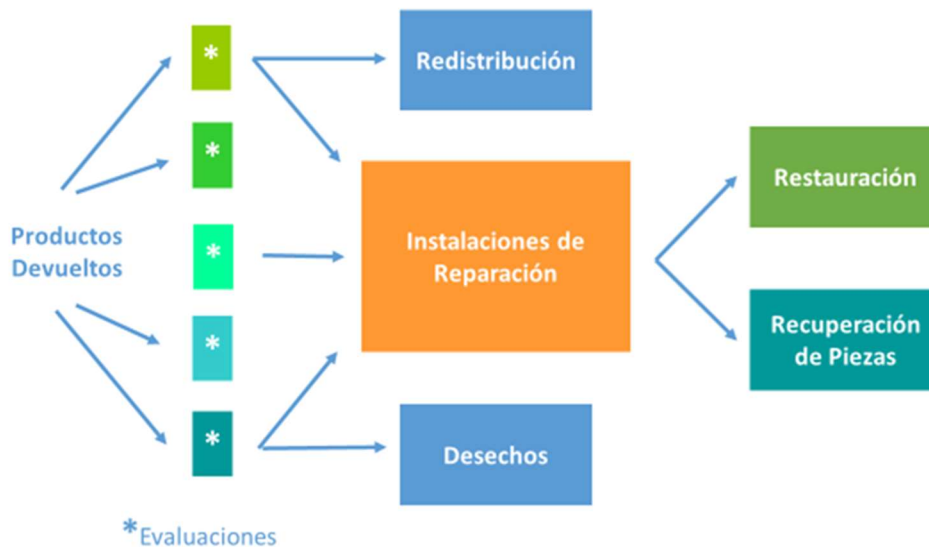 *
Redistribución
*
Restauración
Productos
Devueltos
*
Instalaciones de
Reparación
*
Recuperación
de Piezas
*
Desechos
*Evaluaciones